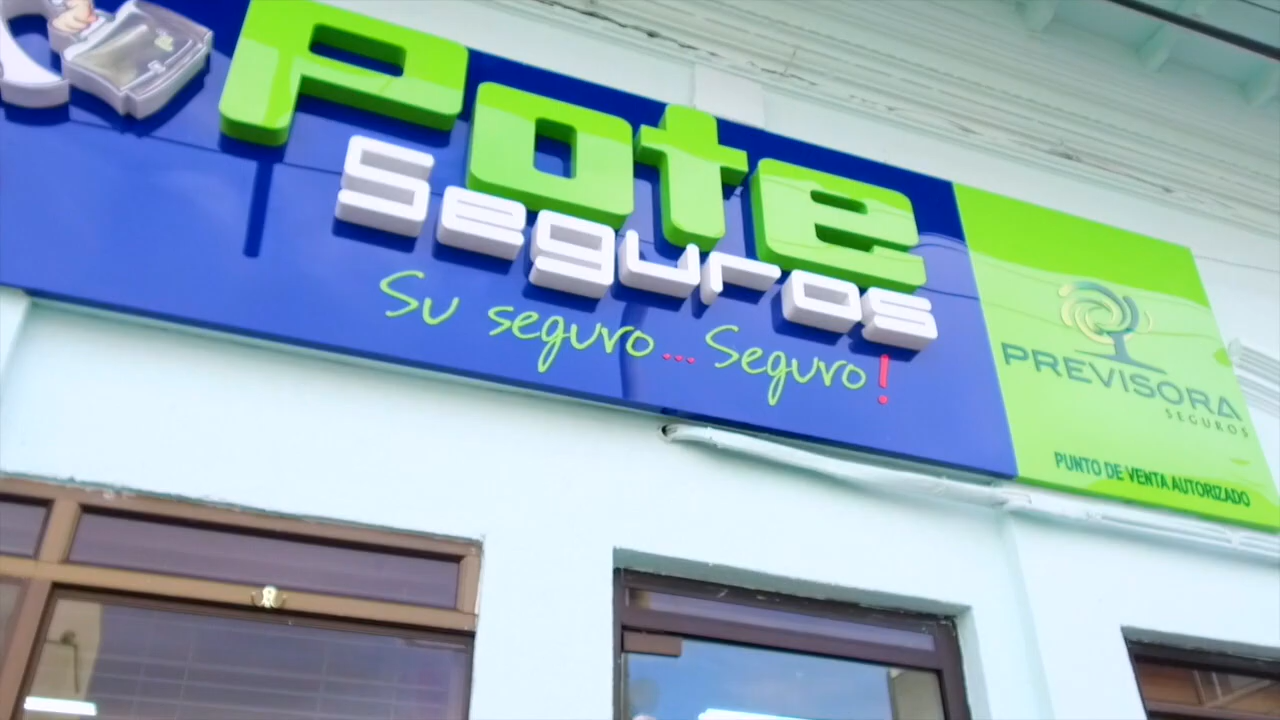 Pote
seguros
Su seguro... Seguro!
PREVISORA
SEGUROS
PUNTO DE VENTA AUTORIZADO